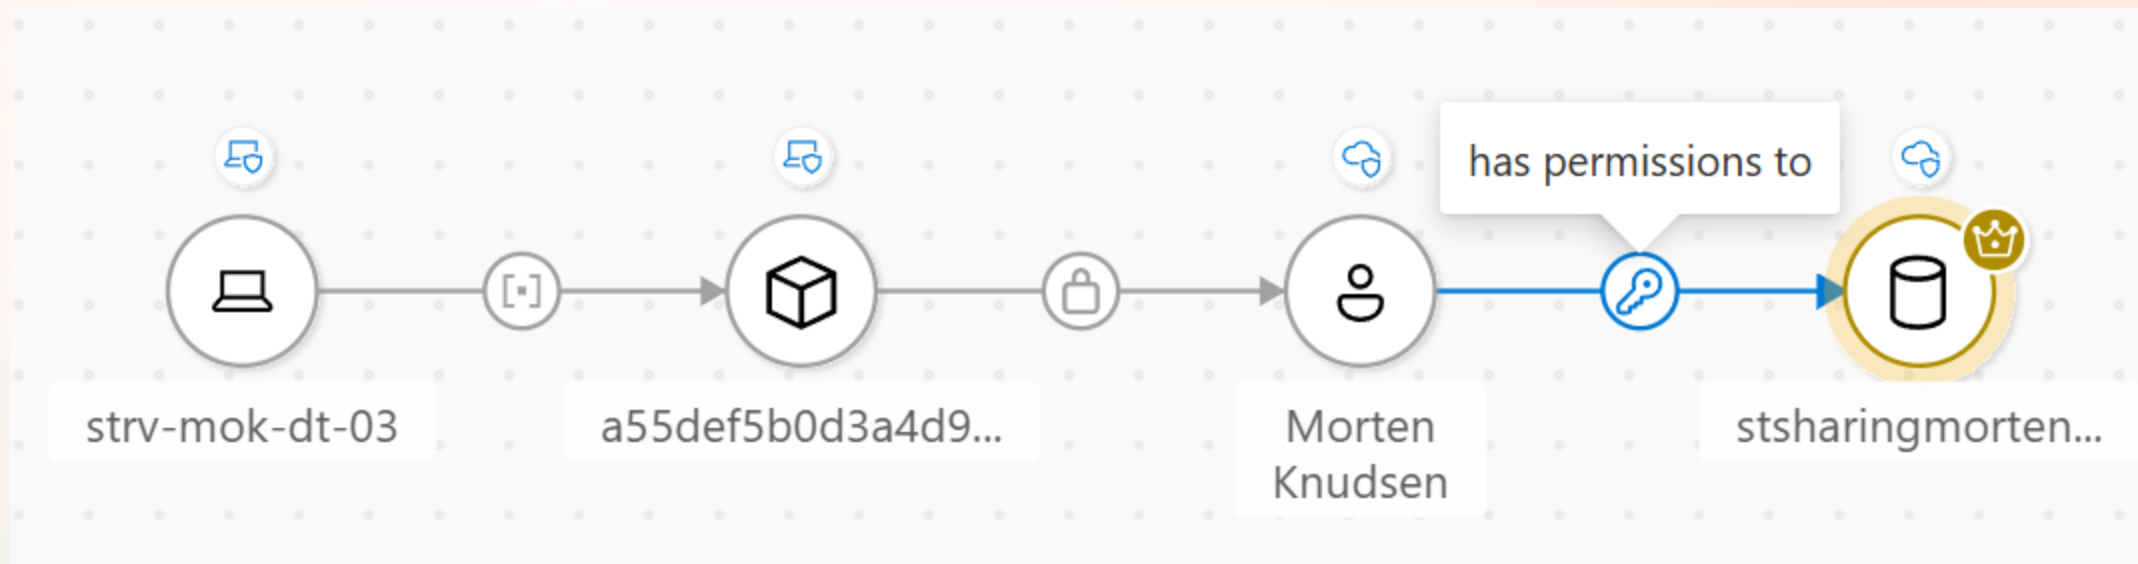 has permissions to
strv-mok-dt-03
a55def5b0d3a4d9...
Morten
Knudsen
stsharingmorten...